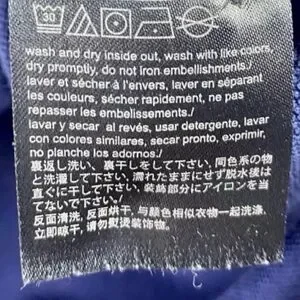 30
wash and dry inside out, wash with like colors,
dry promptly, do not iron embellishments./
laver et sécher à l'envers, laver en séparant
les couleurs, sécher rapidement, ne pas
repasser les embellissements./
lavar y secar al revés, usar detergente, lavar
con colores similares, secar pronto, exprimir,
no planche los adornos./
裏返し洗い、裏干しをして下さい、同色系の物
と洗濯して下さい、濡れたままにせず脱水後は
直ぐに干して下さい、装飾部分にアイロンを当
てないで下さい/
反面清洗, 反面烘干, 与颜色相似衣物一起洗涤,
立即晾干, 请勿熨烫装饰物。